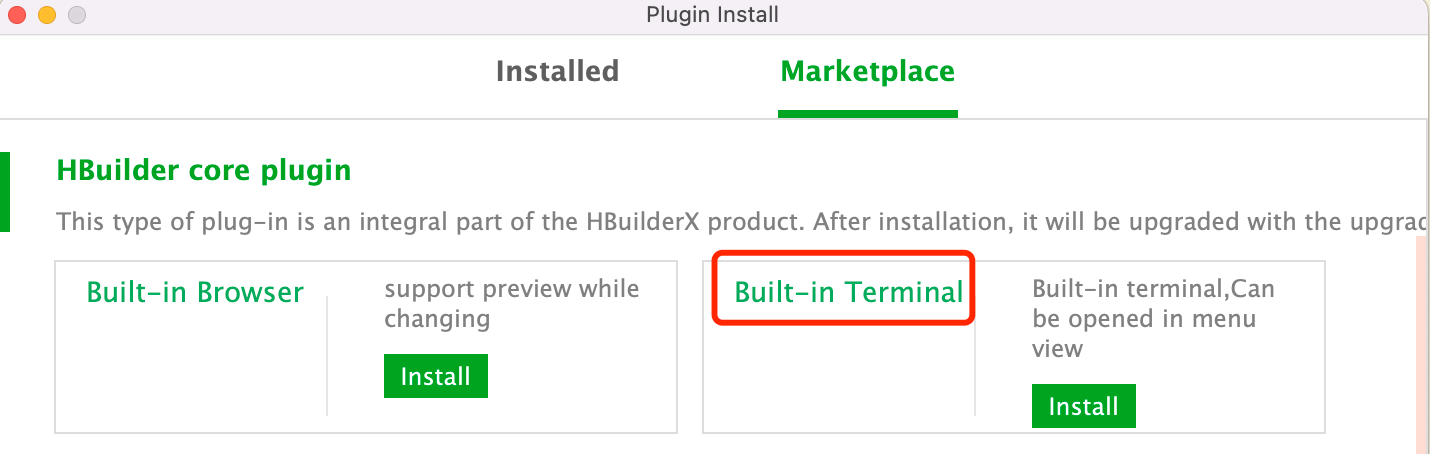 Plugin Install
Installed
Marketplace
HBuilder core plugin
This type of plug-in is an integral part of the HBuilderX product. After installation, it will be upgraded with the
Built-in Browser
support preview while
changing
Install
Built-in Terminal
Built-in terminal,Can
be opened in menu
view
Install